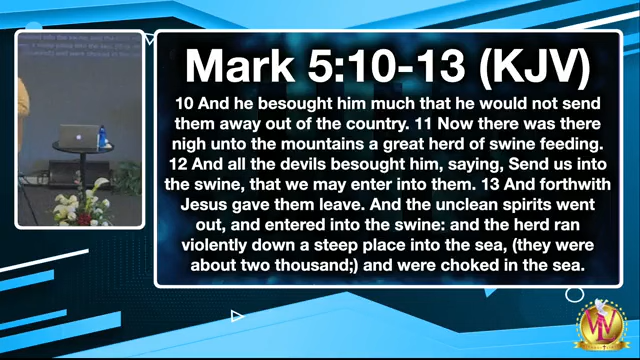 Mark 5:10-13 (KJV)
10 And he besought him much that he would not send
them away out of the country. 11 Now there was there
nigh unto the mountains a great herd of swine feeding.
12 And all the devils besought him, saying, Send us into
the swine, that we may enter into them. 13 And forthwith
Jesus gave them leave. And the unclean spirits went
out, and entered into the swine: and the herd ran
violently down a steep place into the sea, (they were
about two thousand;) and were choked in the sea.